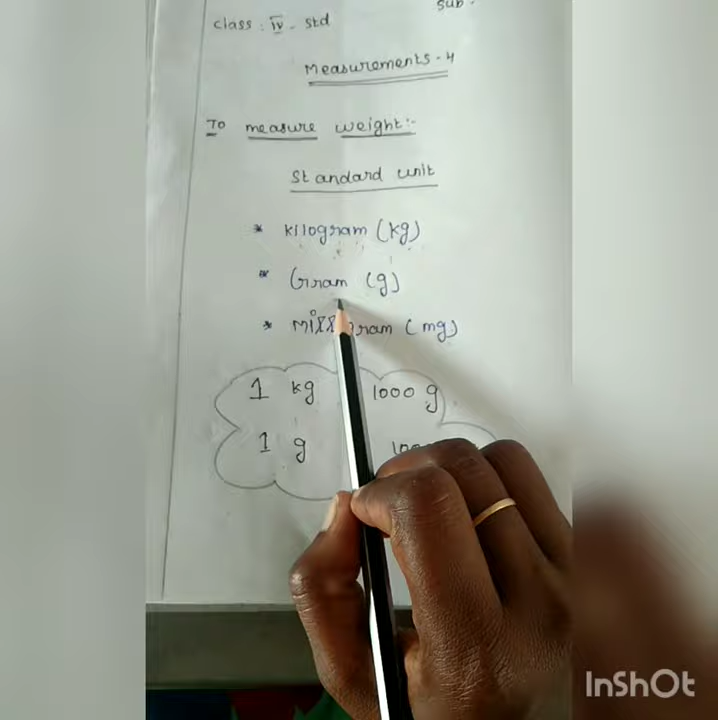 Class : IV - Std
Sub.
Measurements - 4
To measure weight:-
Standard unit
* kilogram (kg)
* Gram (g)
* (mg)
1 kg 1000 g
1 g
InShOt